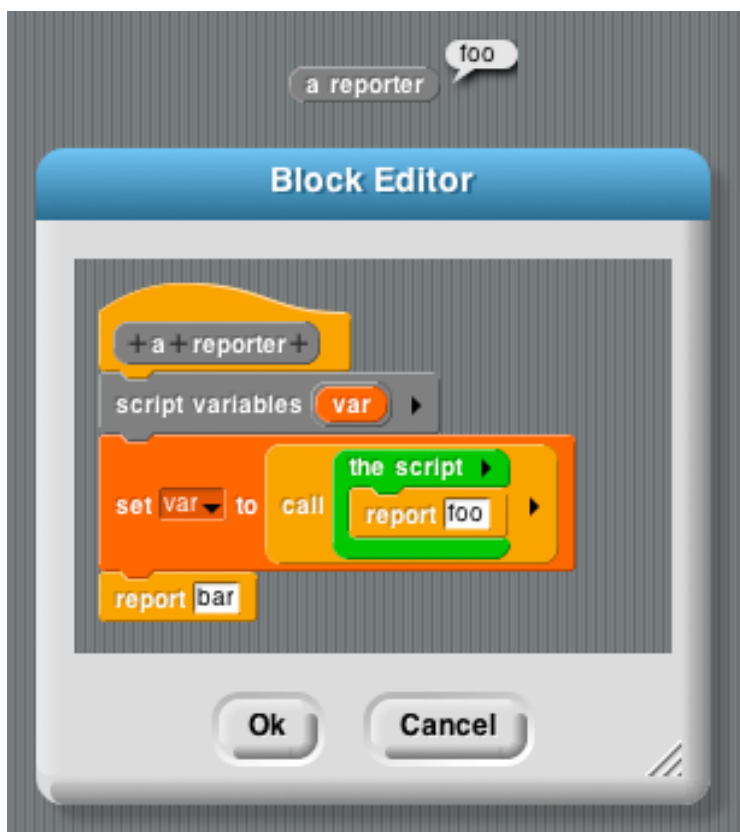 foo
a reporter
Block Editor
+a+reporter+
script variables var
the script
set var to call report foo
report bar
Ok Cancel